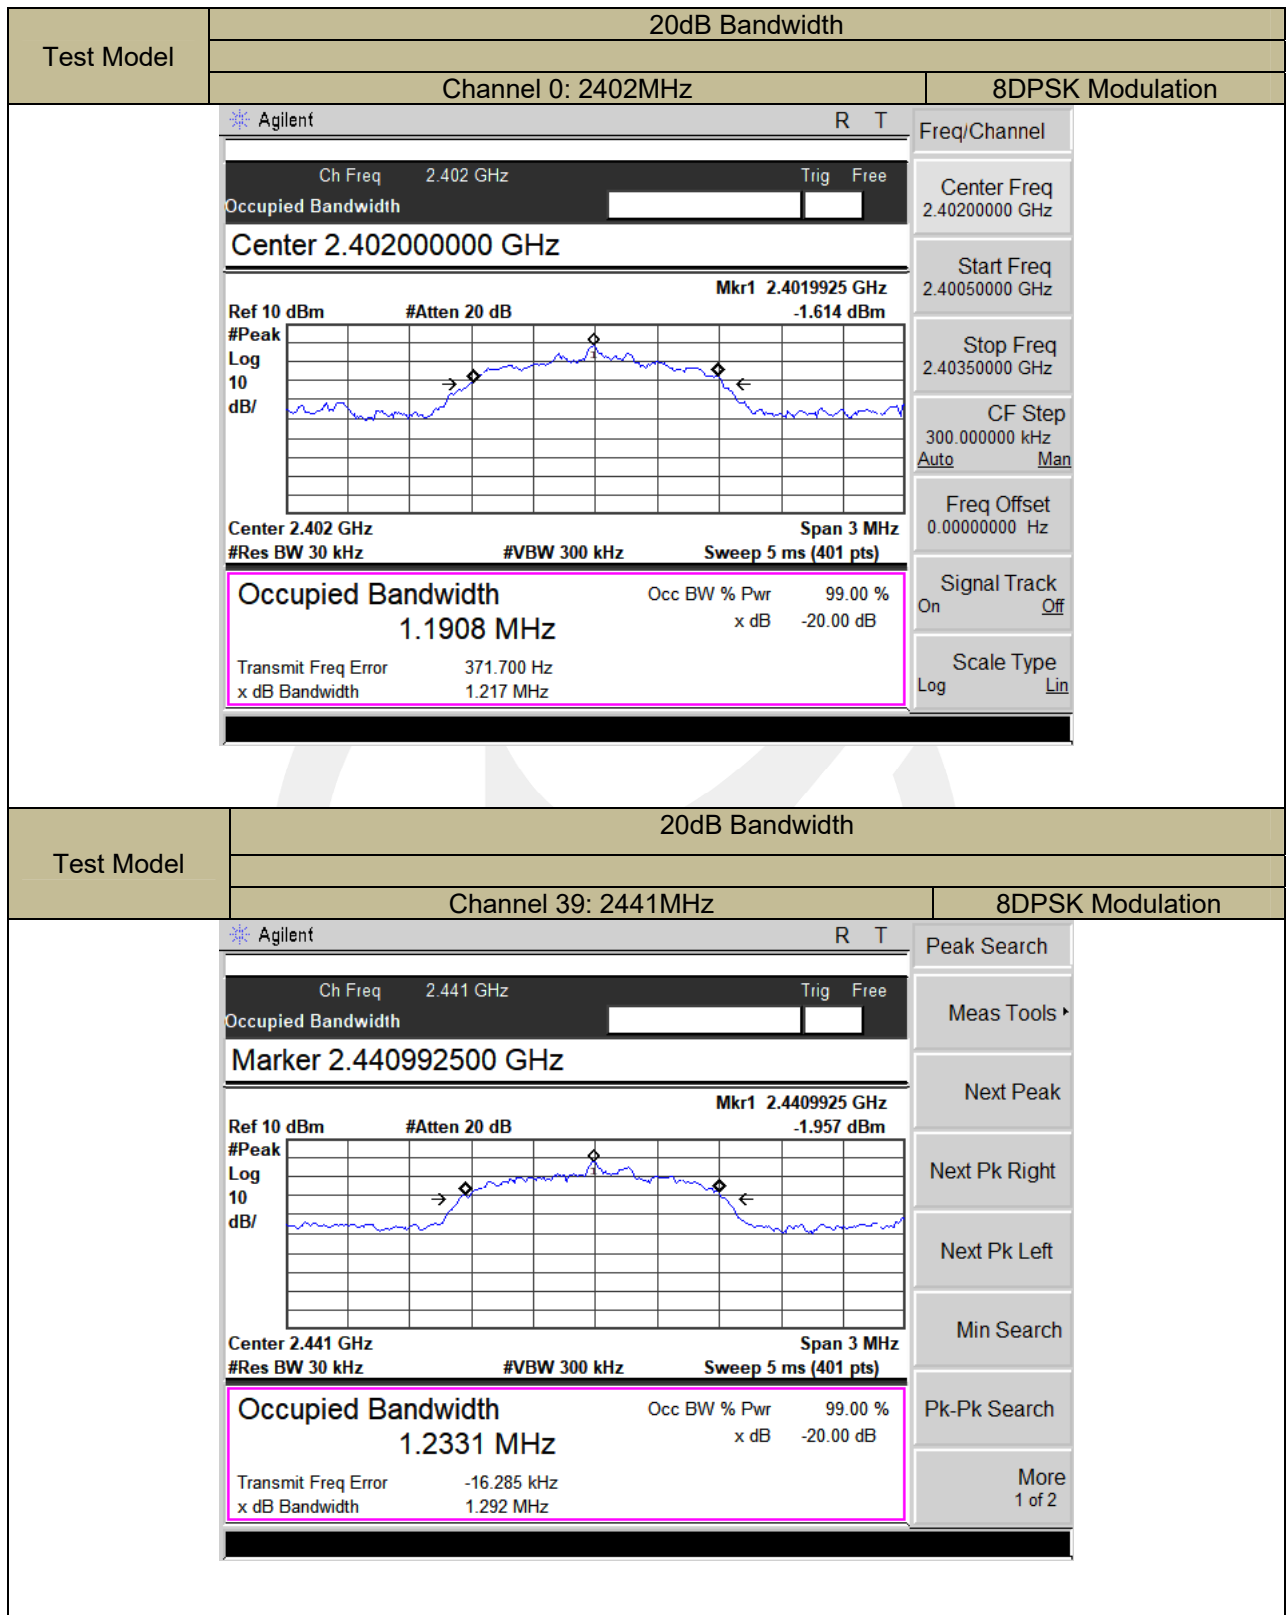 20dB Bandwidth
Test Model
Channel 0: 2402MHz 8DPSK Modulation
Agilent R T
Freq/Channel
Ch Freq 2.402 GHz Trig Free
Occupied Bandwidth
Center Freq
2.40200000 GHz
Center 2.402000000 GHz
Start Freq
2.40050000 GHz
Mkr1 2.4019925 GHz
Ref 10 dBm #Atten 20 dB -1.614 dBm
#Peak
Log
10
dB/
1
Stop Freq
2.40350000 GHz
CF Step
300.000000 kHz
Auto Man
Freq Offset
0.00000000 Hz
Center 2.402 GHz Span 3 MHz
#Res BW 30 kHz #VBW 300 kHz Sweep 5 ms (401 pts)
Occupied Bandwidth Occ BW % Pwr 99.00 %
1.1908 MHz x dB -20.00 dB
Signal Track
On Off
Transmit Freq Error 371.700 Hz
x dB Bandwidth 1.217 MHz
Scale Type
Log Lin
20dB Bandwidth
Test Model
Channel 39: 2441MHz 8DPSK Modulation
Agilent R T
Peak Search
Ch Freq 2.441 GHz Trig Free
Occupied Bandwidth
Meas Tools
Marker 2.440992500 GHz
Next Peak
Mkr1 2.4409925 GHz
Ref 10 dBm #Atten 20 dB -1.957 dBm
#Peak
Log
10
dB/
1
Next Pk Right
Next Pk Left
Min Search
Center 2.441 GHz Span 3 MHz
#Res BW 30 kHz #VBW 300 kHz Sweep 5 ms (401 pts)
Occupied Bandwidth Occ BW % Pwr 99.00 %
1.2331 MHz x dB -20.00 dB
Pk-Pk Search
Transmit Freq Error -16.285 kHz
x dB Bandwidth 1.292 MHz
More
1 of 2